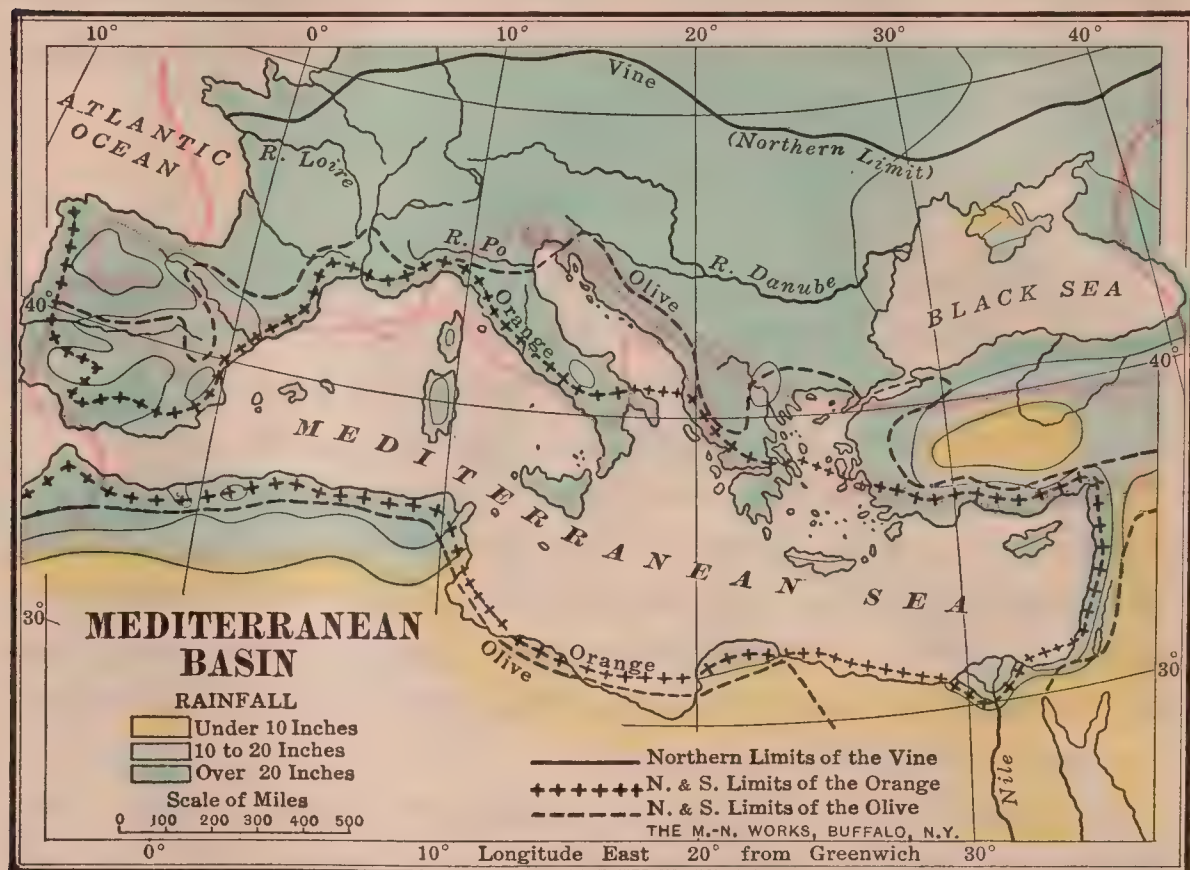 10° 0° 10° 20° 30° 40°
Vine
ATLANTIC
OCEAN
(Northern Limit)
R. Loire
R. Po
Olive
R. Danube
BLACK SEA
40°
Orange
40°
MEDITERRANEAN SEA
30°
MEDITERRANEAN
BASIN
Orange
Olive
30°
RAINFALL
Under 10 Inches
10 to 20 Inches
Over 20 Inches
Scale of Miles
0 100 200 300 400 500
Northern Limits of the Vine
N. & S. Limits of the Orange
N. & S. Limits of the Olive
THE M.-N. WORKS, BUFFALO, N.Y.
Nile
0° 10° Longitude East 20° from Greenwich 30°